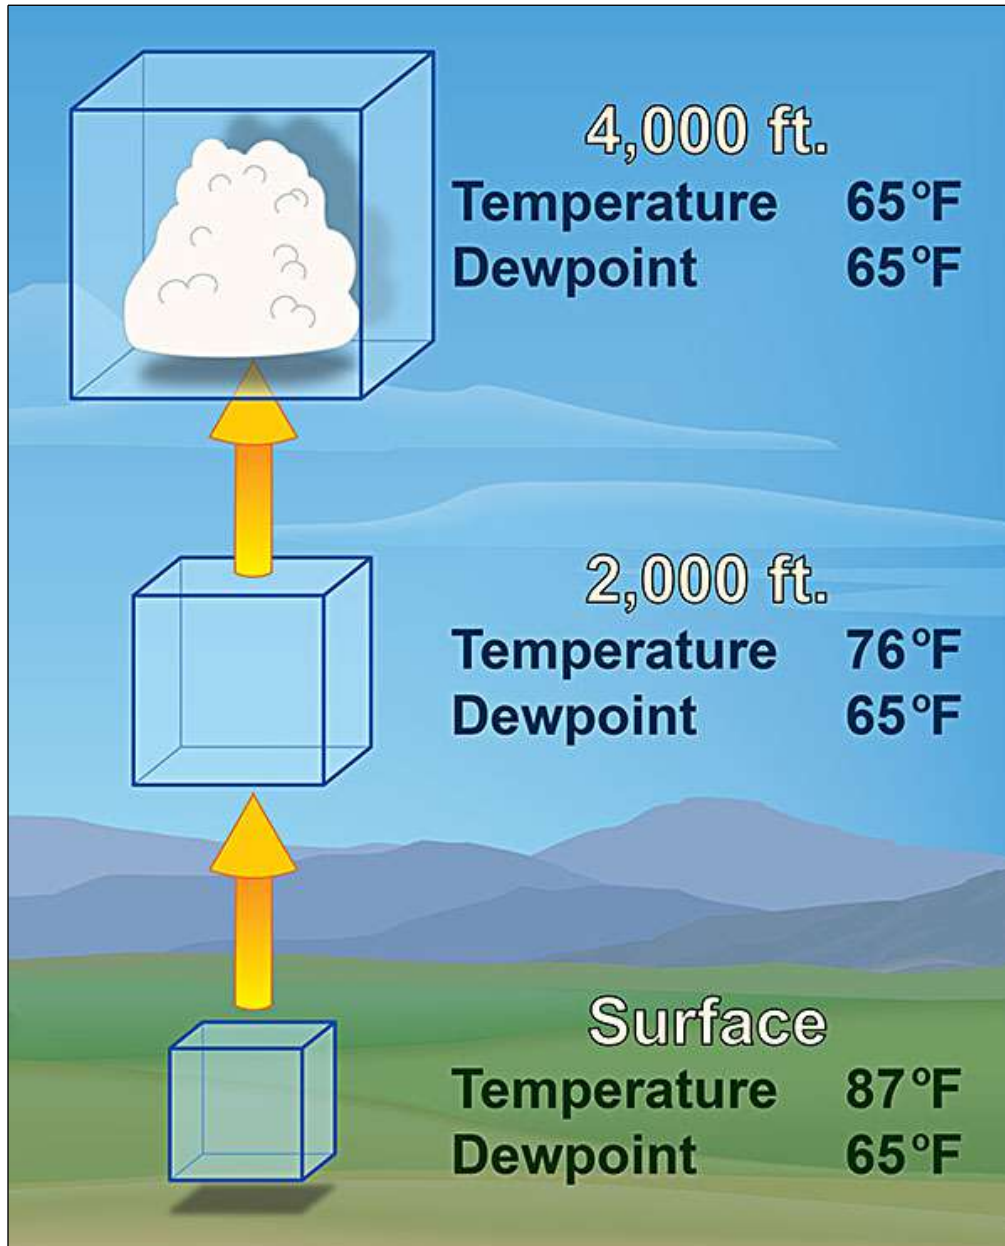 4,000 ft.
Temperature 65°F
Dewpoint 65°F
2,000 ft.
Temperature 76°F
Dewpoint 65°F
Surface
Temperature 87°F
Dewpoint 65°F